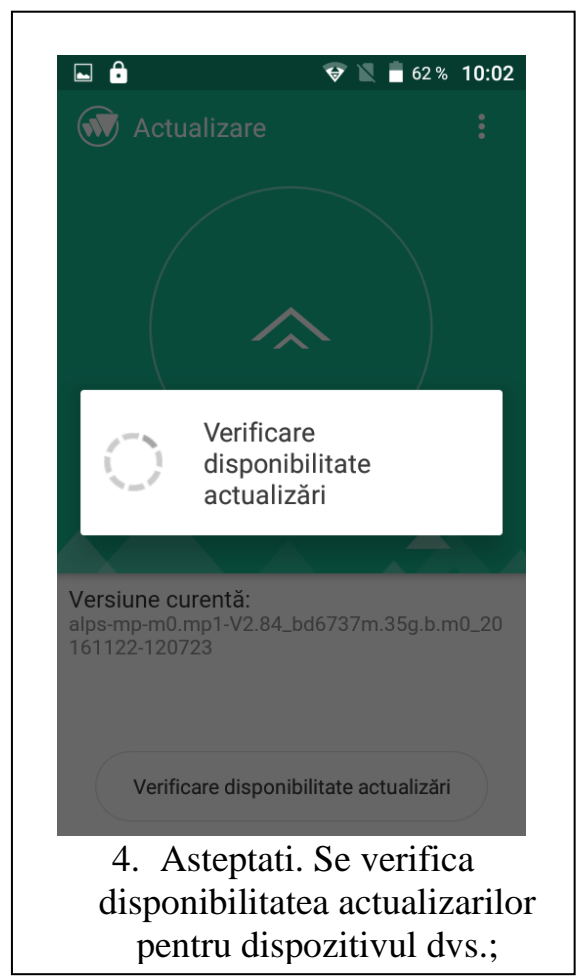 62 % 10:02
Actualizare
Verificare
disponibilitate
actualizări
Versiune curentă:
alps-mp-m0.mp1-V2.84_bd6737m.35g.b.m0_20
161122-120723
Verificare disponibilitate actualizări
4. Asteptati. Se verifica
disponibilitatea actualizarilor
pentru dispozitivul dvs.;